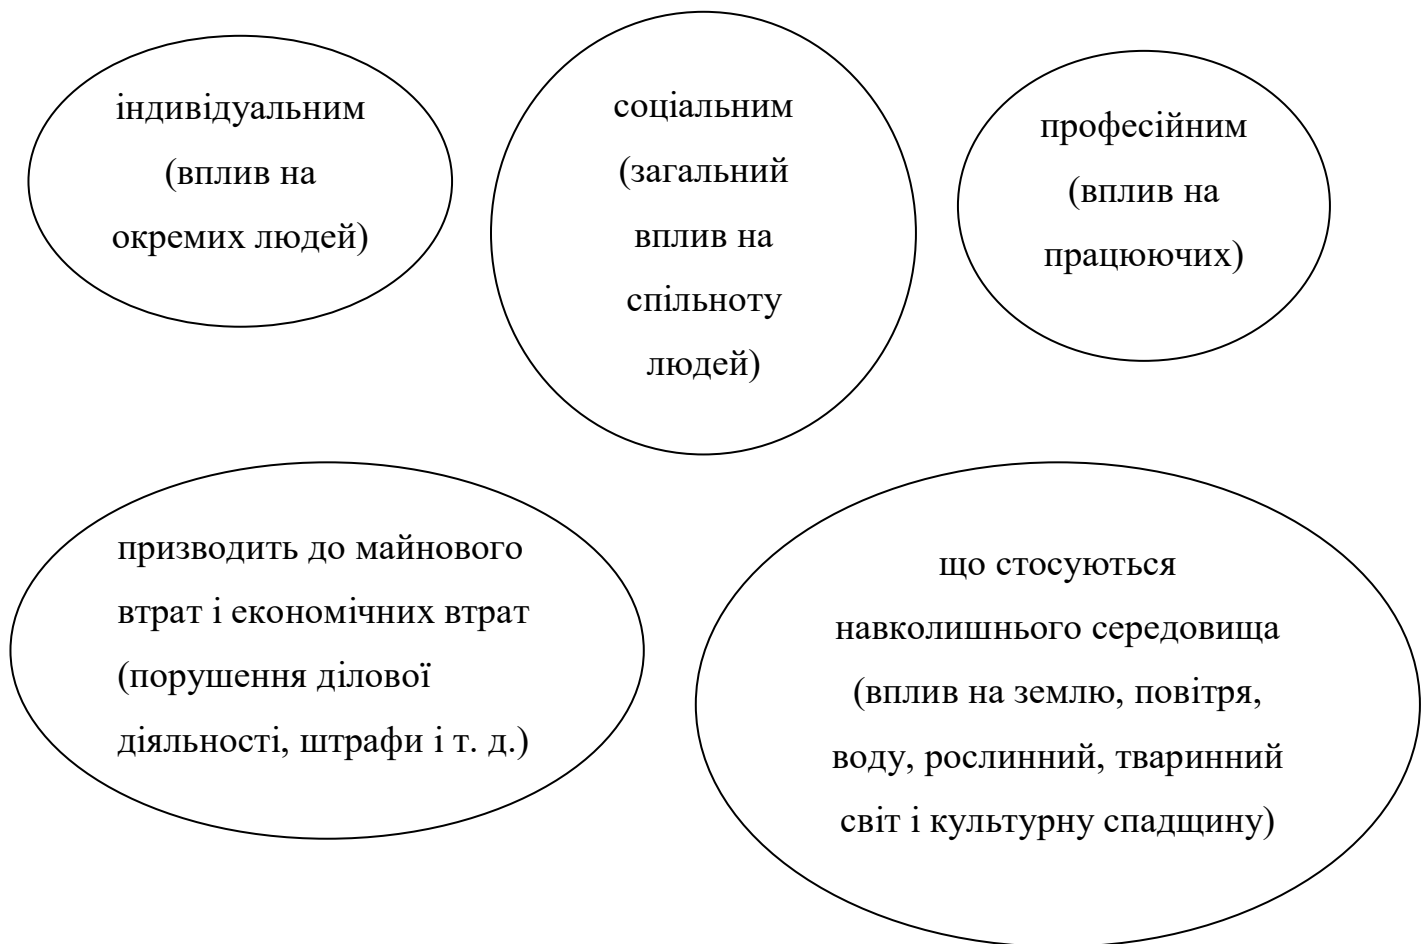 індивідуальним
(вплив на
окремих людей)
соціальним
(загальний
вплив на
спільноту
людей)
професійним
(вплив на
працюючих)
призводить до майнового
втрат і економічних втрат
(порушення ділової
діяльності, штрафи і т. д.)
що стосуються
навколишнього середовища
(вплив на землю, повітря,
воду, рослинний, тваринний
світ і культурну спадщину)